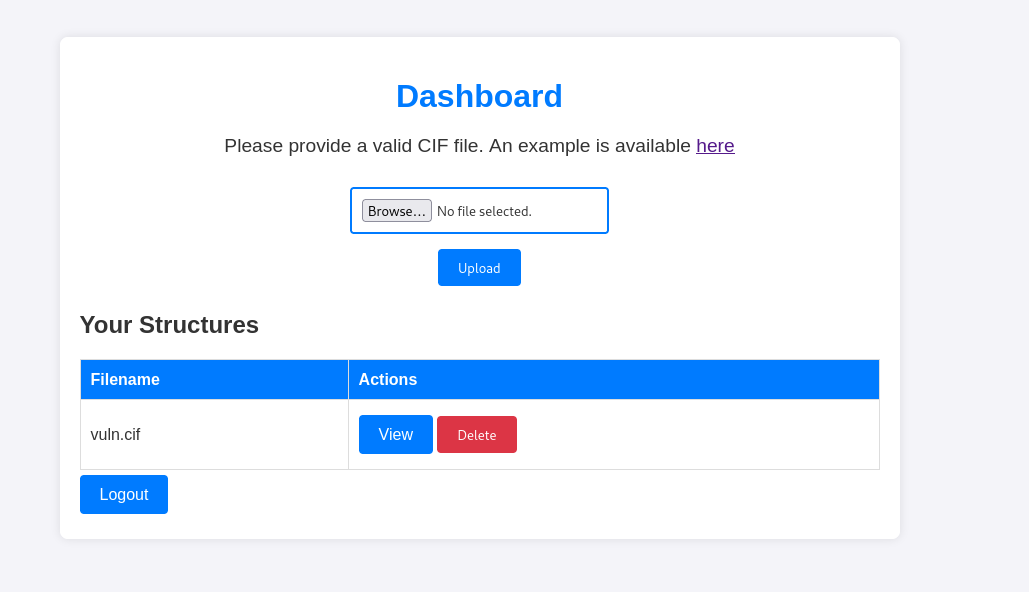 Dashboard
Please provide a valid CIF file. An example is available here
Browse... No file selected.
Upload
Your Structures
Filename Actions
vuln.cif View Delete
Logout